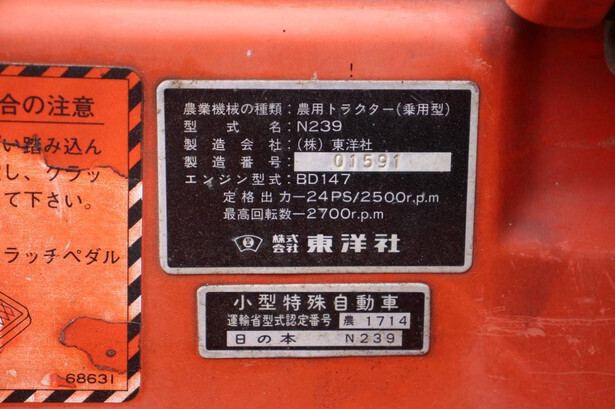 合の注意
い踏み込ん
し、クラッ
て下さい。
ラッチペダル
68631
農業機械の種類：農用トラクター（乗用型）
型式名：N239
製造会社：（株）東洋社
製造番号： 01591
エンジン型式：BD147
定格出力—24PS/2500r.p.m
最高回転数—2700r.p.m
株式会社 東洋社
小型特殊自動車
運輸省型式認定番号 農 1714
日の本 N239